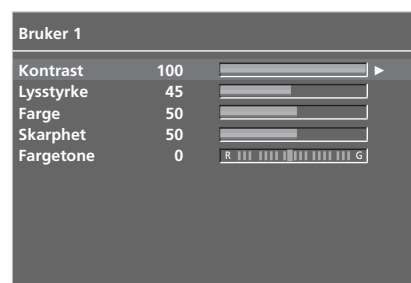 Bruker 1
Kontrast 100
Lysstyrke 45
Farge 50
Skarphet 50
Fargetone 0 R G